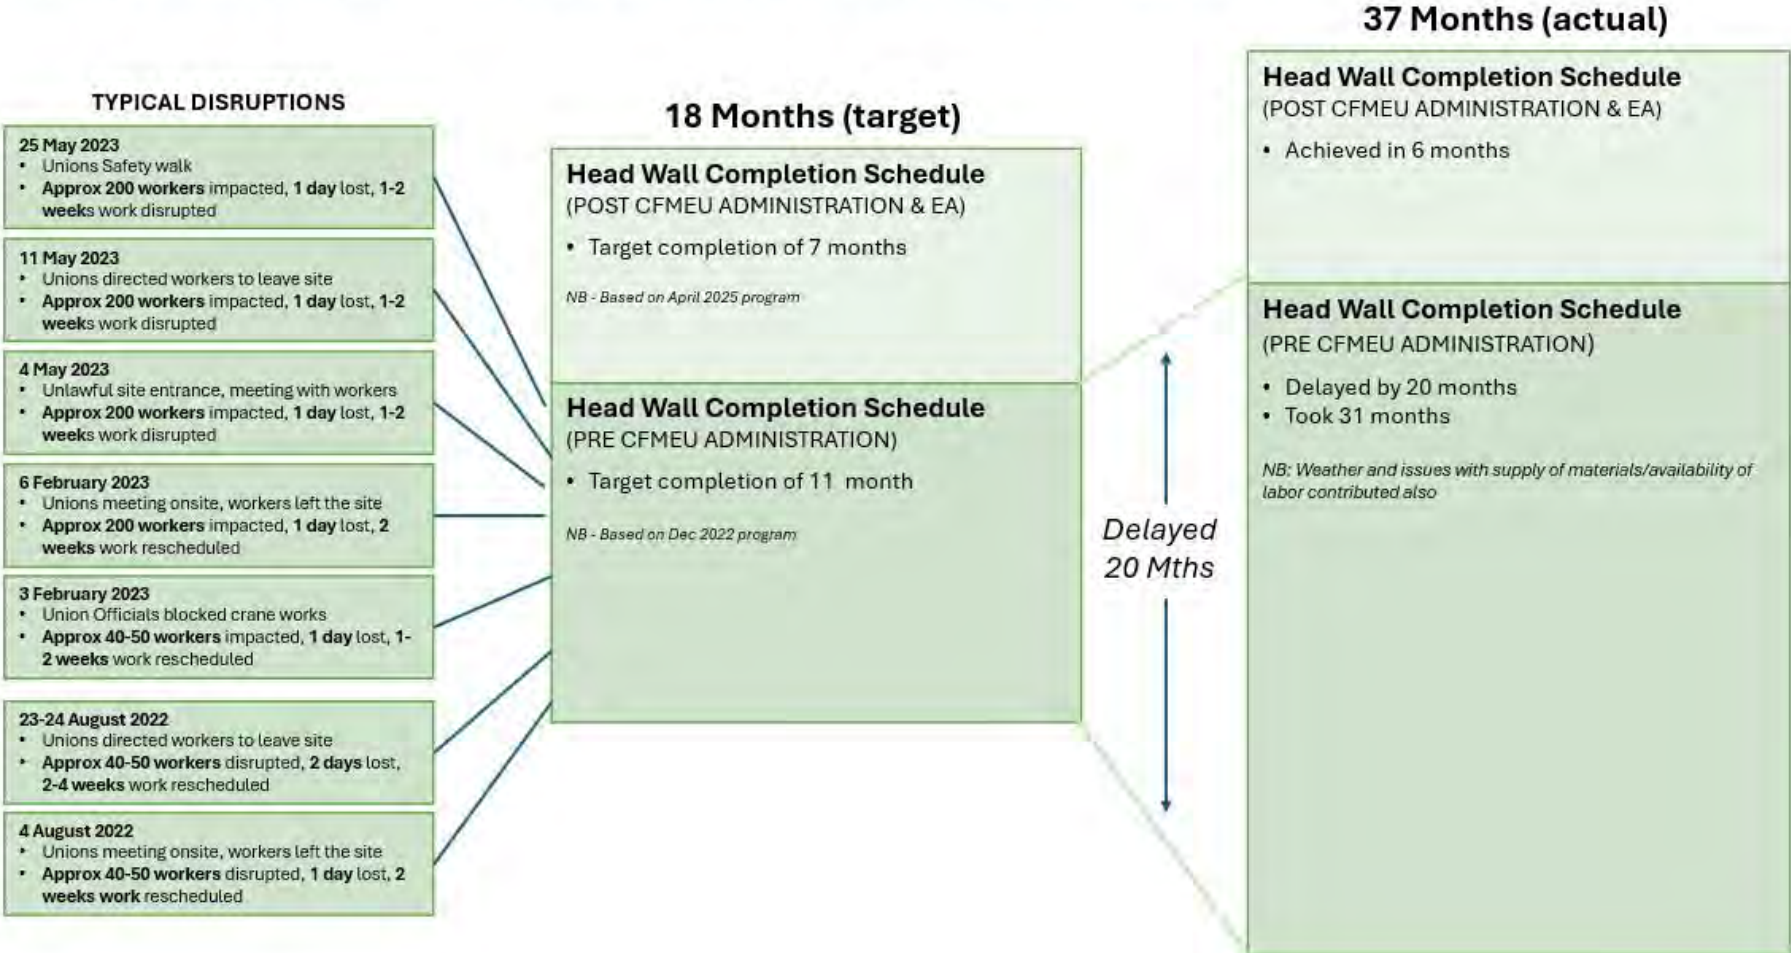 TYPICAL DISRUPTIONS
25 May 2023
• Unions Safety walk
• Approx 200 workers impacted, 1 day lost, 1-2
weeks work disrupted
11 May 2023
• Unions directed workers to leave site
• Approx 200 workers impacted, 1 day lost, 1-2
weeks work disrupted
4 May 2023
• Unlawful site entrance, meeting with workers
• Approx 200 workers impacted, 1 day lost, 1-2
weeks work disrupted
6 February 2023
• Unions meeting onsite, workers left the site
• Approx 200 workers impacted, 1 day lost, 2
weeks work rescheduled
3 February 2023
• Union Officials blocked crane works
• Approx 40-50 workers impacted, 1 day lost, 1-
2 weeks work rescheduled
23-24 August 2022
• Unions directed workers to leave site
• Approx 40-50 workers disrupted, 2 days lost,
2-4 weeks work rescheduled
4 August 2022
• Unions meeting onsite, workers left the site
• Approx 40-50 workers disrupted, 1 day lost, 2
weeks work rescheduled
18 Months (target)
Head Wall Completion Schedule
(POST CFMEU ADMINISTRATION & EA)
• Target completion of 7 months
NB - Based on April 2025 program
Head Wall Completion Schedule
(PRE CFMEU ADMINISTRATION)
• Target completion of 11 month
NB - Based on Dec 2022 program
Delayed
20 Mths
37 Months (actual)
Head Wall Completion Schedule
(POST CFMEU ADMINISTRATION & EA)
• Achieved in 6 months
Head Wall Completion Schedule
(PRE CFMEU ADMINISTRATION)
• Delayed by 20 months
• Took 31 months
NB: Weather and issues with supply of materials/availability of
labor contributed also